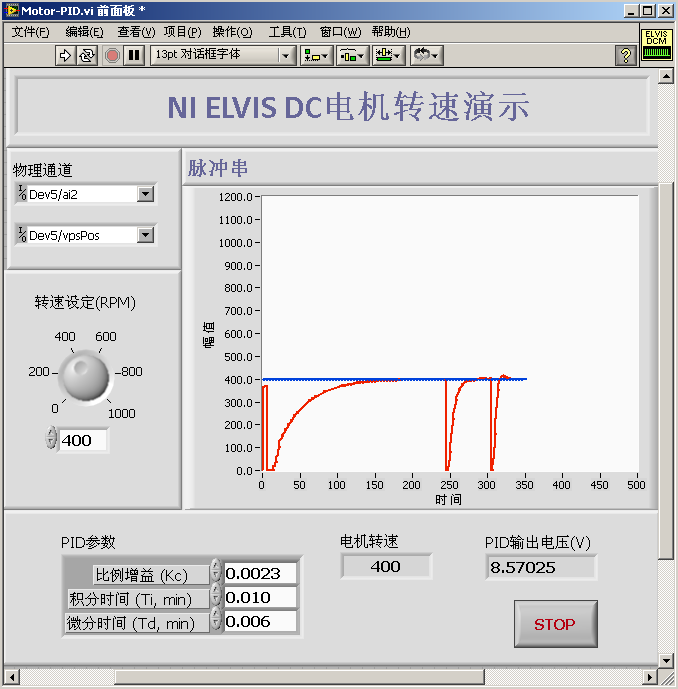 Motor-PID.vi 前面板 *
文件(F) 编辑(E) 查看(V) 项目(P) 操作(O) 工具(T) 窗口(W) 帮助(H)
13pt 对话框字体
?
ELVIS
DCM
NI ELVIS DC电机转速演示
物理通道
I/0 Dev5/ai2
I/0 Dev5/vpsPos
转速设定(RPM)
400 600
200 800
0 1000
400
脉冲串
幅值
1200.0
1100.0
1000.0
900.0
800.0
700.0
600.0
500.0
400.0
300.0
200.0
100.0
0.0
0 50 100 150 200 250 300 350 400 450 500
时间
PID参数
比例增益 (Kc) 0.0023
积分时间 (Ti, min) 0.010
微分时间 (Td, min) 0.006
电机转速
400
PID输出电压(V)
8.57025
STOP